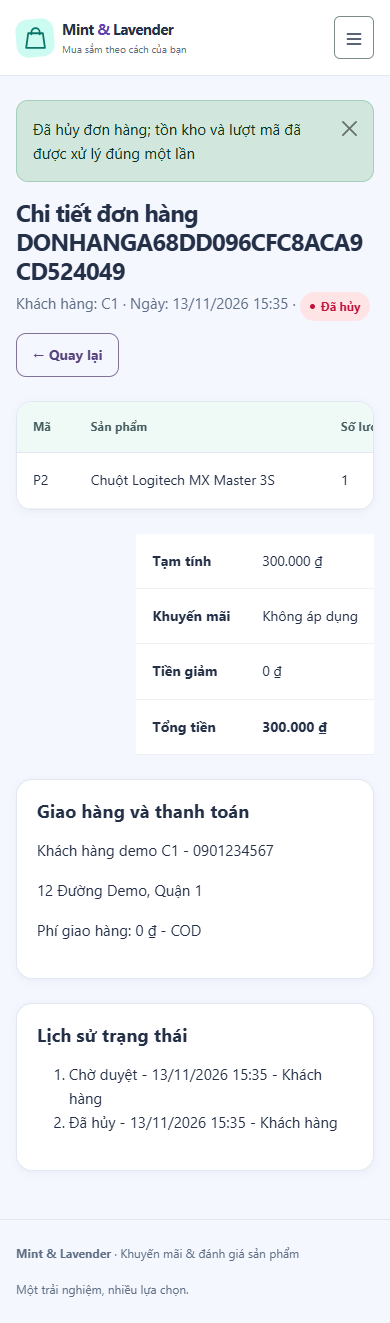 Mint & Lavender
Mua sắm theo cách của bạn
Đã hủy đơn hàng; tồn kho và lượt mã đã
được xử lý đúng một lần
Chi tiết đơn hàng
DONHANGA68DD096CFC8ACA9
CD524049
Khách hàng: C1 · Ngày: 13/11/2026 15:35 · Đã hủy
← Quay lại
Mã Sản phẩm Số lượ
P2 Chuột Logitech MX Master 3S 1
Tạm tính 300.000 ₫
Khuyến mãi Không áp dụng
Tiền giảm 0 ₫
Tổng tiền 300.000 ₫
Giao hàng và thanh toán
Khách hàng demo C1 - 0901234567
12 Đường Demo, Quận 1
Phí giao hàng: 0 ₫ - COD
Lịch sử trạng thái
1. Chờ duyệt - 13/11/2026 15:35 - Khách
hàng
2. Đã hủy - 13/11/2026 15:35 - Khách hàng
Mint & Lavender · Khuyến mãi & đánh giá sản phẩm
Một trải nghiệm, nhiều lựa chọn.